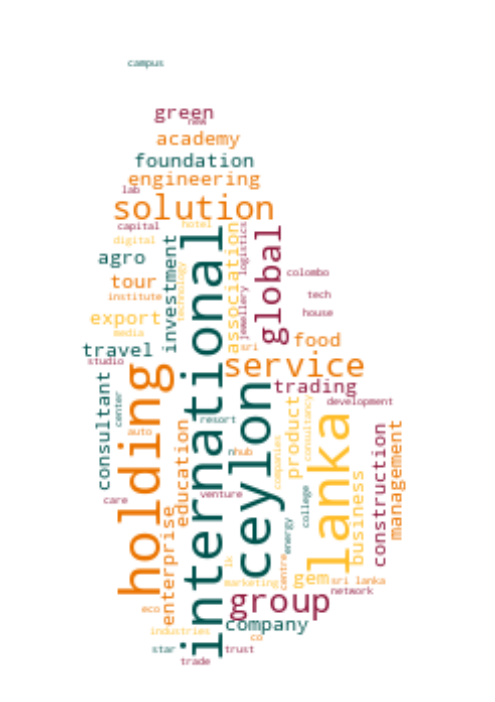 campus
green
new
academy
foundation
engineering
lab
solution
capital
hotel
digital
agro
investment
technology
international
association
logistics
jewellery
global
colombo
tour
institute
tech
export
house
media
travel
studio
sri
food
service
trading
consultant
center
holding
auto
education
resort
ceylon
product
consultancy
development
lanka
nhub
companies
construction
management
business
care
venture
college
energy
enterprise
lk
marketing
centre
gem
sri lanka
network
eco
group
industries
company
co
star
trust
trade